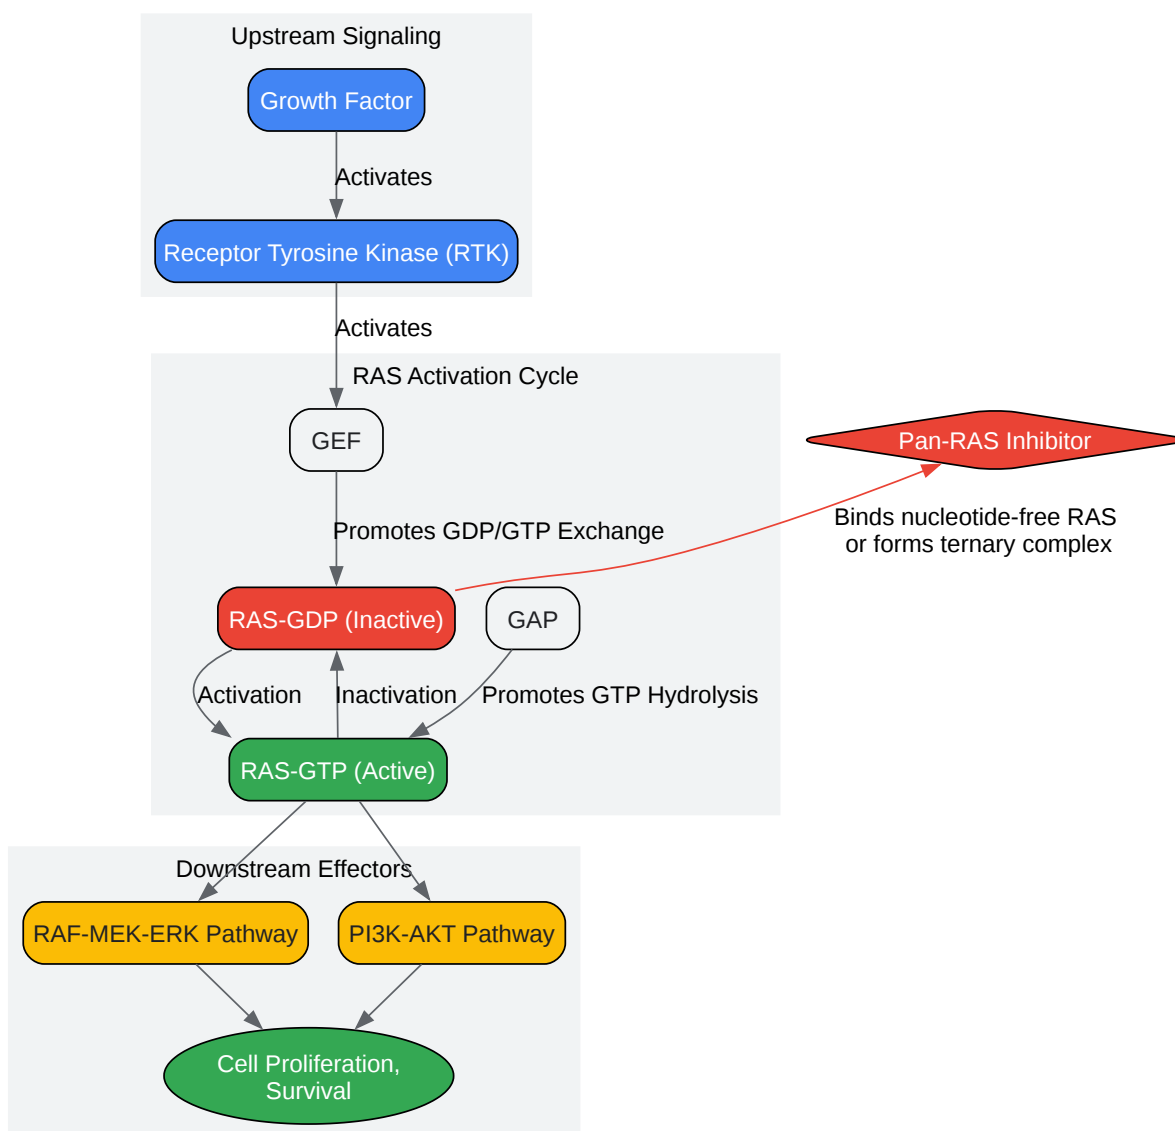 Upstream Signaling
Growth Factor
Activates
Receptor Tyrosine Kinase (RTK)
Activates
RAS Activation Cycle
GEF
Pan-RAS Inhibitor
Promotes GDP/GTP Exchange
Binds nucleotide-free RAS
or forms ternary complex
RAS-GDP (Inactive)
GAP
Activation
Inactivation
Promotes GTP Hydrolysis
RAS-GTP (Active)
Downstream Effectors
RAF-MEK-ERK Pathway
PI3K-AKT Pathway
Cell Proliferation,
Survival